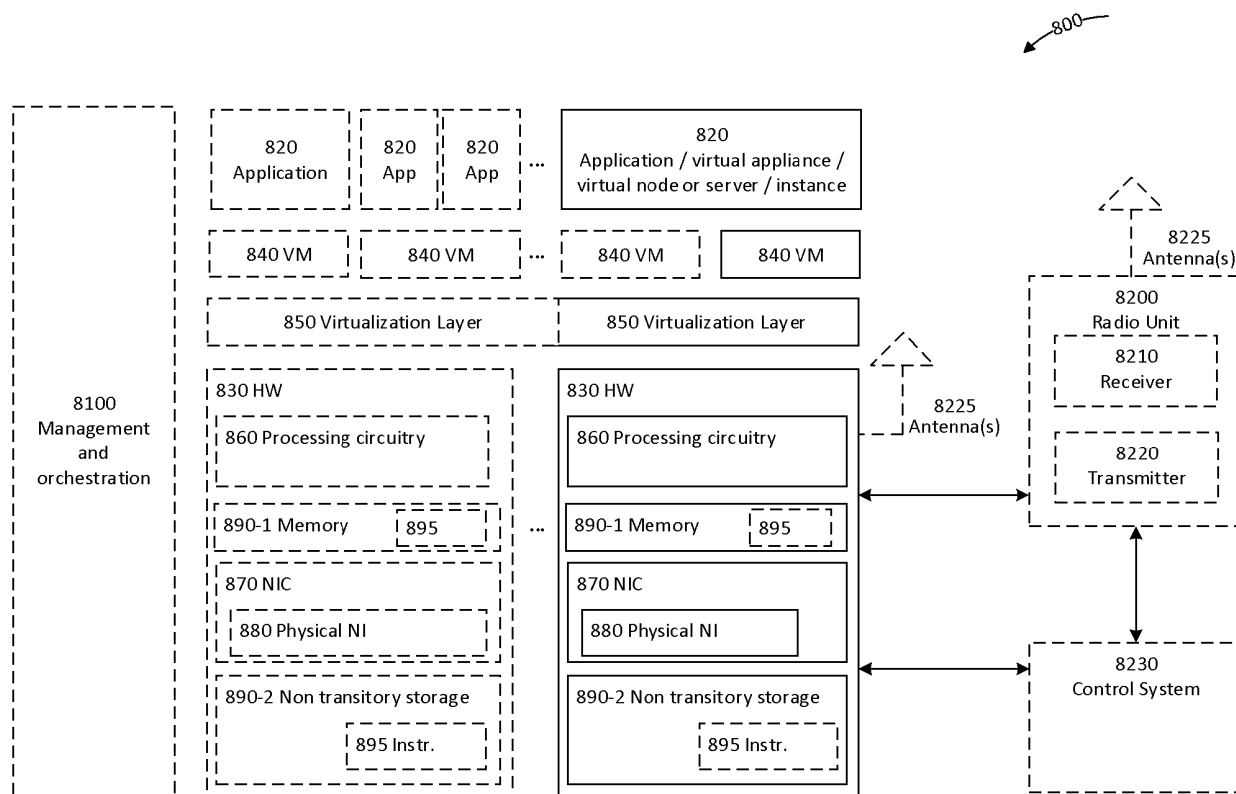 800
820
Application
820
App
820
App
...
820
Application / virtual appliance /
virtual node or server / instance
840 VM
840 VM
...
840 VM
840 VM
850 Virtualization Layer
850 Virtualization Layer
8100
Management
and
orchestration
830 HW
860 Processing circuitry
890-1 Memory
895
870 NIC
880 Physical NI
890-2 Non transitory storage
895 Instr.
...
830 HW
860 Processing circuitry
890-1 Memory
895
870 NIC
880 Physical NI
890-2 Non transitory storage
895 Instr.
8225
Antenna(s)
8225
Antenna(s)
8200
Radio Unit
8210
Receiver
8220
Transmitter
8230
Control System